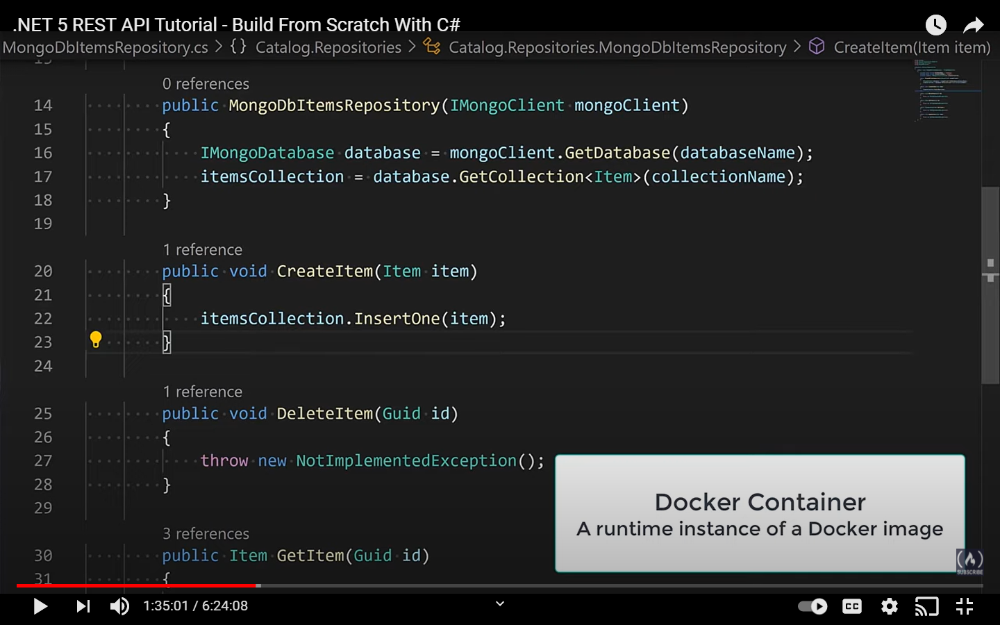 .NET 5 REST API Tutorial - Build From Scratch With C#
MongoDbItemsRepository.cs > {} Catalog.Repositories > Catalog.Repositories.MongoDbItemsRepository > CreateItem(Item item)
0 references
14 public MongoDbItemsRepository(IMongoClient mongoClient)
15 {
16 IMongoDatabase database = mongoClient.GetDatabase(databaseName);
17 itemsCollection = database.GetCollection<Item>(collectionName);
18 }
19
1 reference
20 public void CreateItem(Item item)
21 {
22 itemsCollection.InsertOne(item);
23 }
24
1 reference
25 public void DeleteItem(Guid id)
26 {
27 throw new NotImplementedException();
28 }
29
3 references
30 public Item GetItem(Guid id)
31 {
Docker Container
A runtime instance of a Docker image
SUBSCRIBE
1:35:01 / 6:24:08
CC